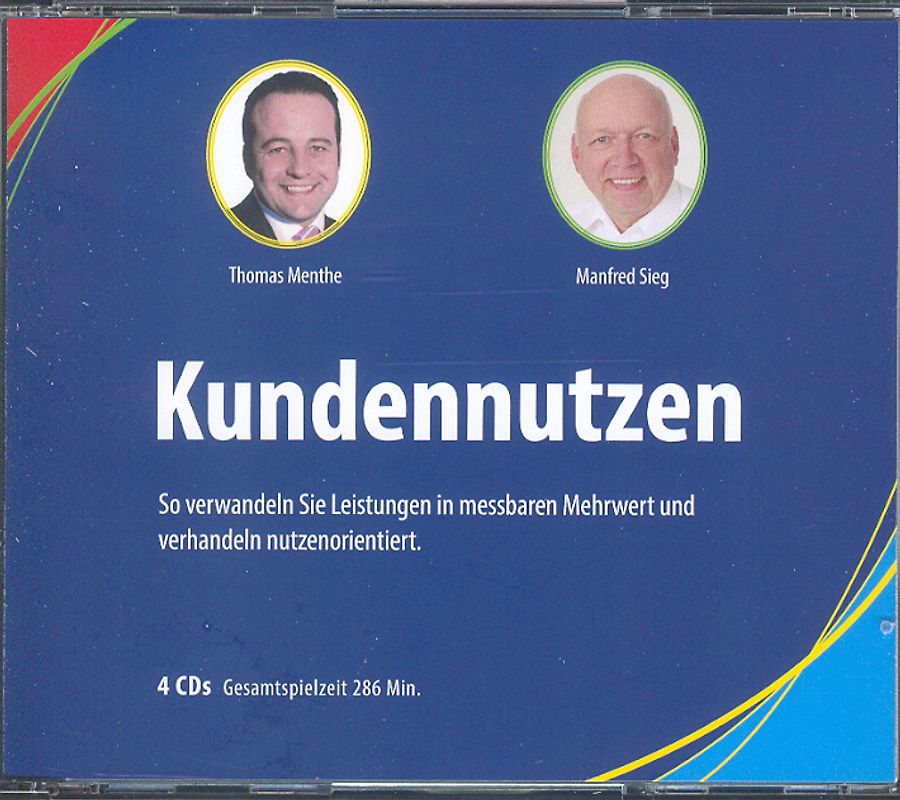 Thomas Menthe
Manfred Sieg
Kundennutzen
So verwandeln Sie Leistungen in messbaren Mehrwert und
verhandeln nutzenorientiert.
4 CDs Gesamtspielzeit 286 Min.